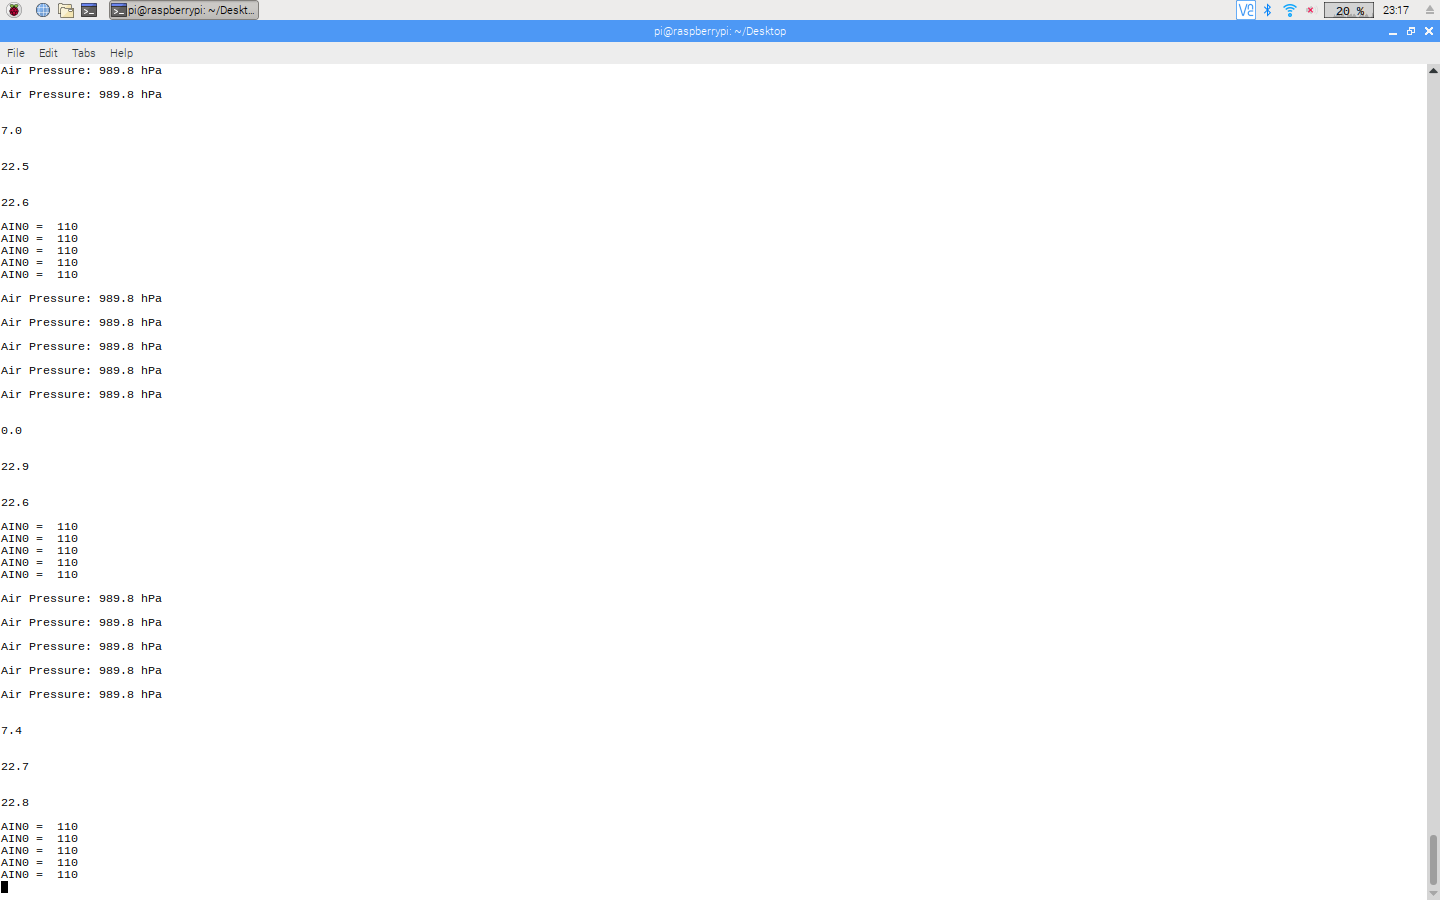 pi@raspberrypi: ~/Deskt...
20 %
23:17
pi@raspberrypi: ~/Desktop
File Edit Tabs Help
Air Pressure: 989.8 hPa
Air Pressure: 989.8 hPa
7.0
22.5
22.6
AIN0 =  110
AIN0 =  110
AIN0 =  110
AIN0 =  110
AIN0 =  110
Air Pressure: 989.8 hPa
Air Pressure: 989.8 hPa
Air Pressure: 989.8 hPa
Air Pressure: 989.8 hPa
Air Pressure: 989.8 hPa
0.0
22.9
22.6
AIN0 =  110
AIN0 =  110
AIN0 =  110
AIN0 =  110
AIN0 =  110
Air Pressure: 989.8 hPa
Air Pressure: 989.8 hPa
Air Pressure: 989.8 hPa
Air Pressure: 989.8 hPa
Air Pressure: 989.8 hPa
7.4
22.7
22.8
AIN0 =  110
AIN0 =  110
AIN0 =  110
AIN0 =  110
AIN0 =  110